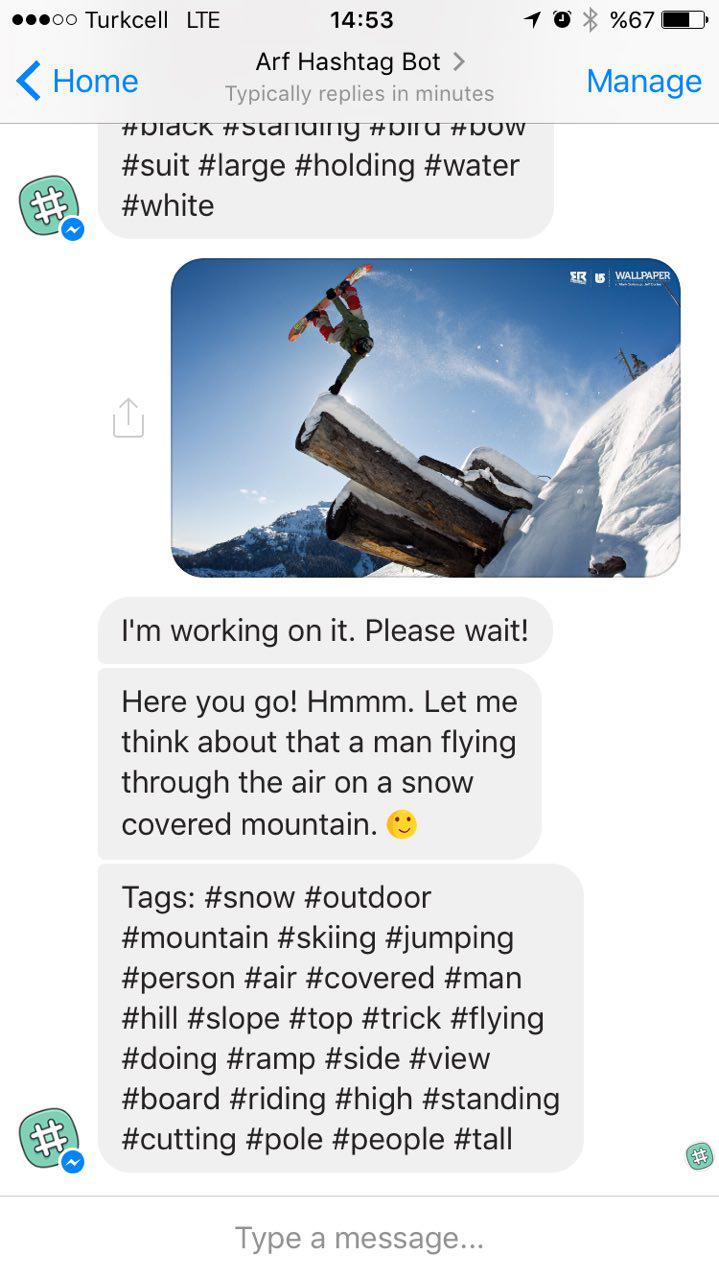 ●●●○○ Turkcell LTE 14:53 %67
Home
Arf Hashtag Bot
Typically replies in minutes
Manage
#black #standing #bird #bow
#suit #large #holding #water
#white
WALLPAPER
I'm working on it. Please wait!
Here you go! Hmmm. Let me
think about that a man flying
through the air on a snow
covered mountain. 🙂
Tags: #snow #outdoor
#mountain #skiing #jumping
#person #air #covered #man
#hill #slope #top #trick #flying
#doing #ramp #side #view
#board #riding #high #standing
#cutting #pole #people #tall
Type a message...